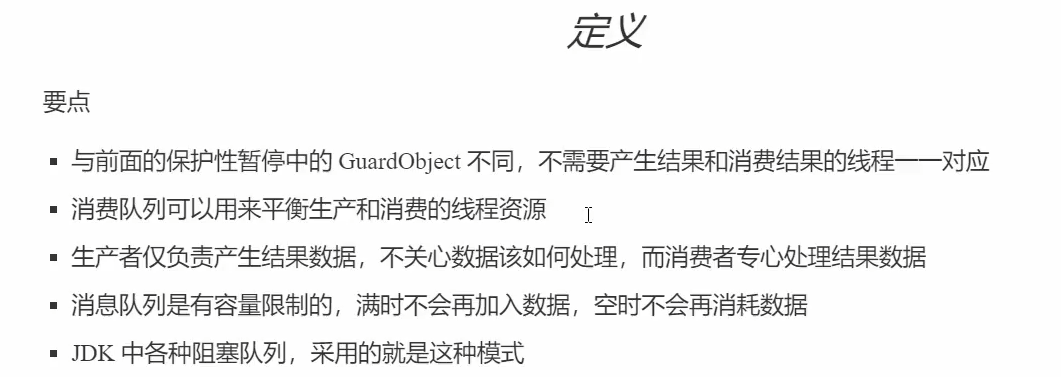 定义
要点
▪ 与前面的保护性暂停中的 GuardObject 不同，不需要产生结果和消费结果的线程一一对应
▪ 消费队列可以用来平衡生产和消费的线程资源
▪ 生产者仅负责产生结果数据，不关心数据该如何处理，而消费者专心处理结果数据
▪ 消息队列是有容量限制的，满时不会再加入数据，空时不会再消耗数据
▪ JDK 中各种阻塞队列，采用的就是这种模式